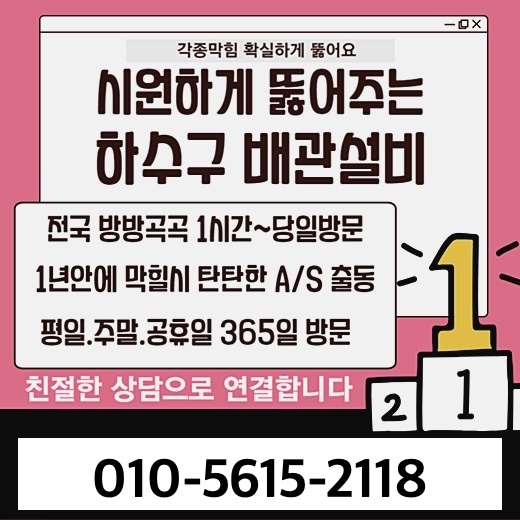 각종막힘 확실하게 뚫어요
시원하게 뚫어주는
하수구 배관설비
전국 방방곡곡 1시간~당일방문
1년안에 막힐시 탄탄한 A/S 출동
평일.주말.공휴일 365일 방문
친절한 상담으로 연결합니다
1
2 1
010-5615-2118